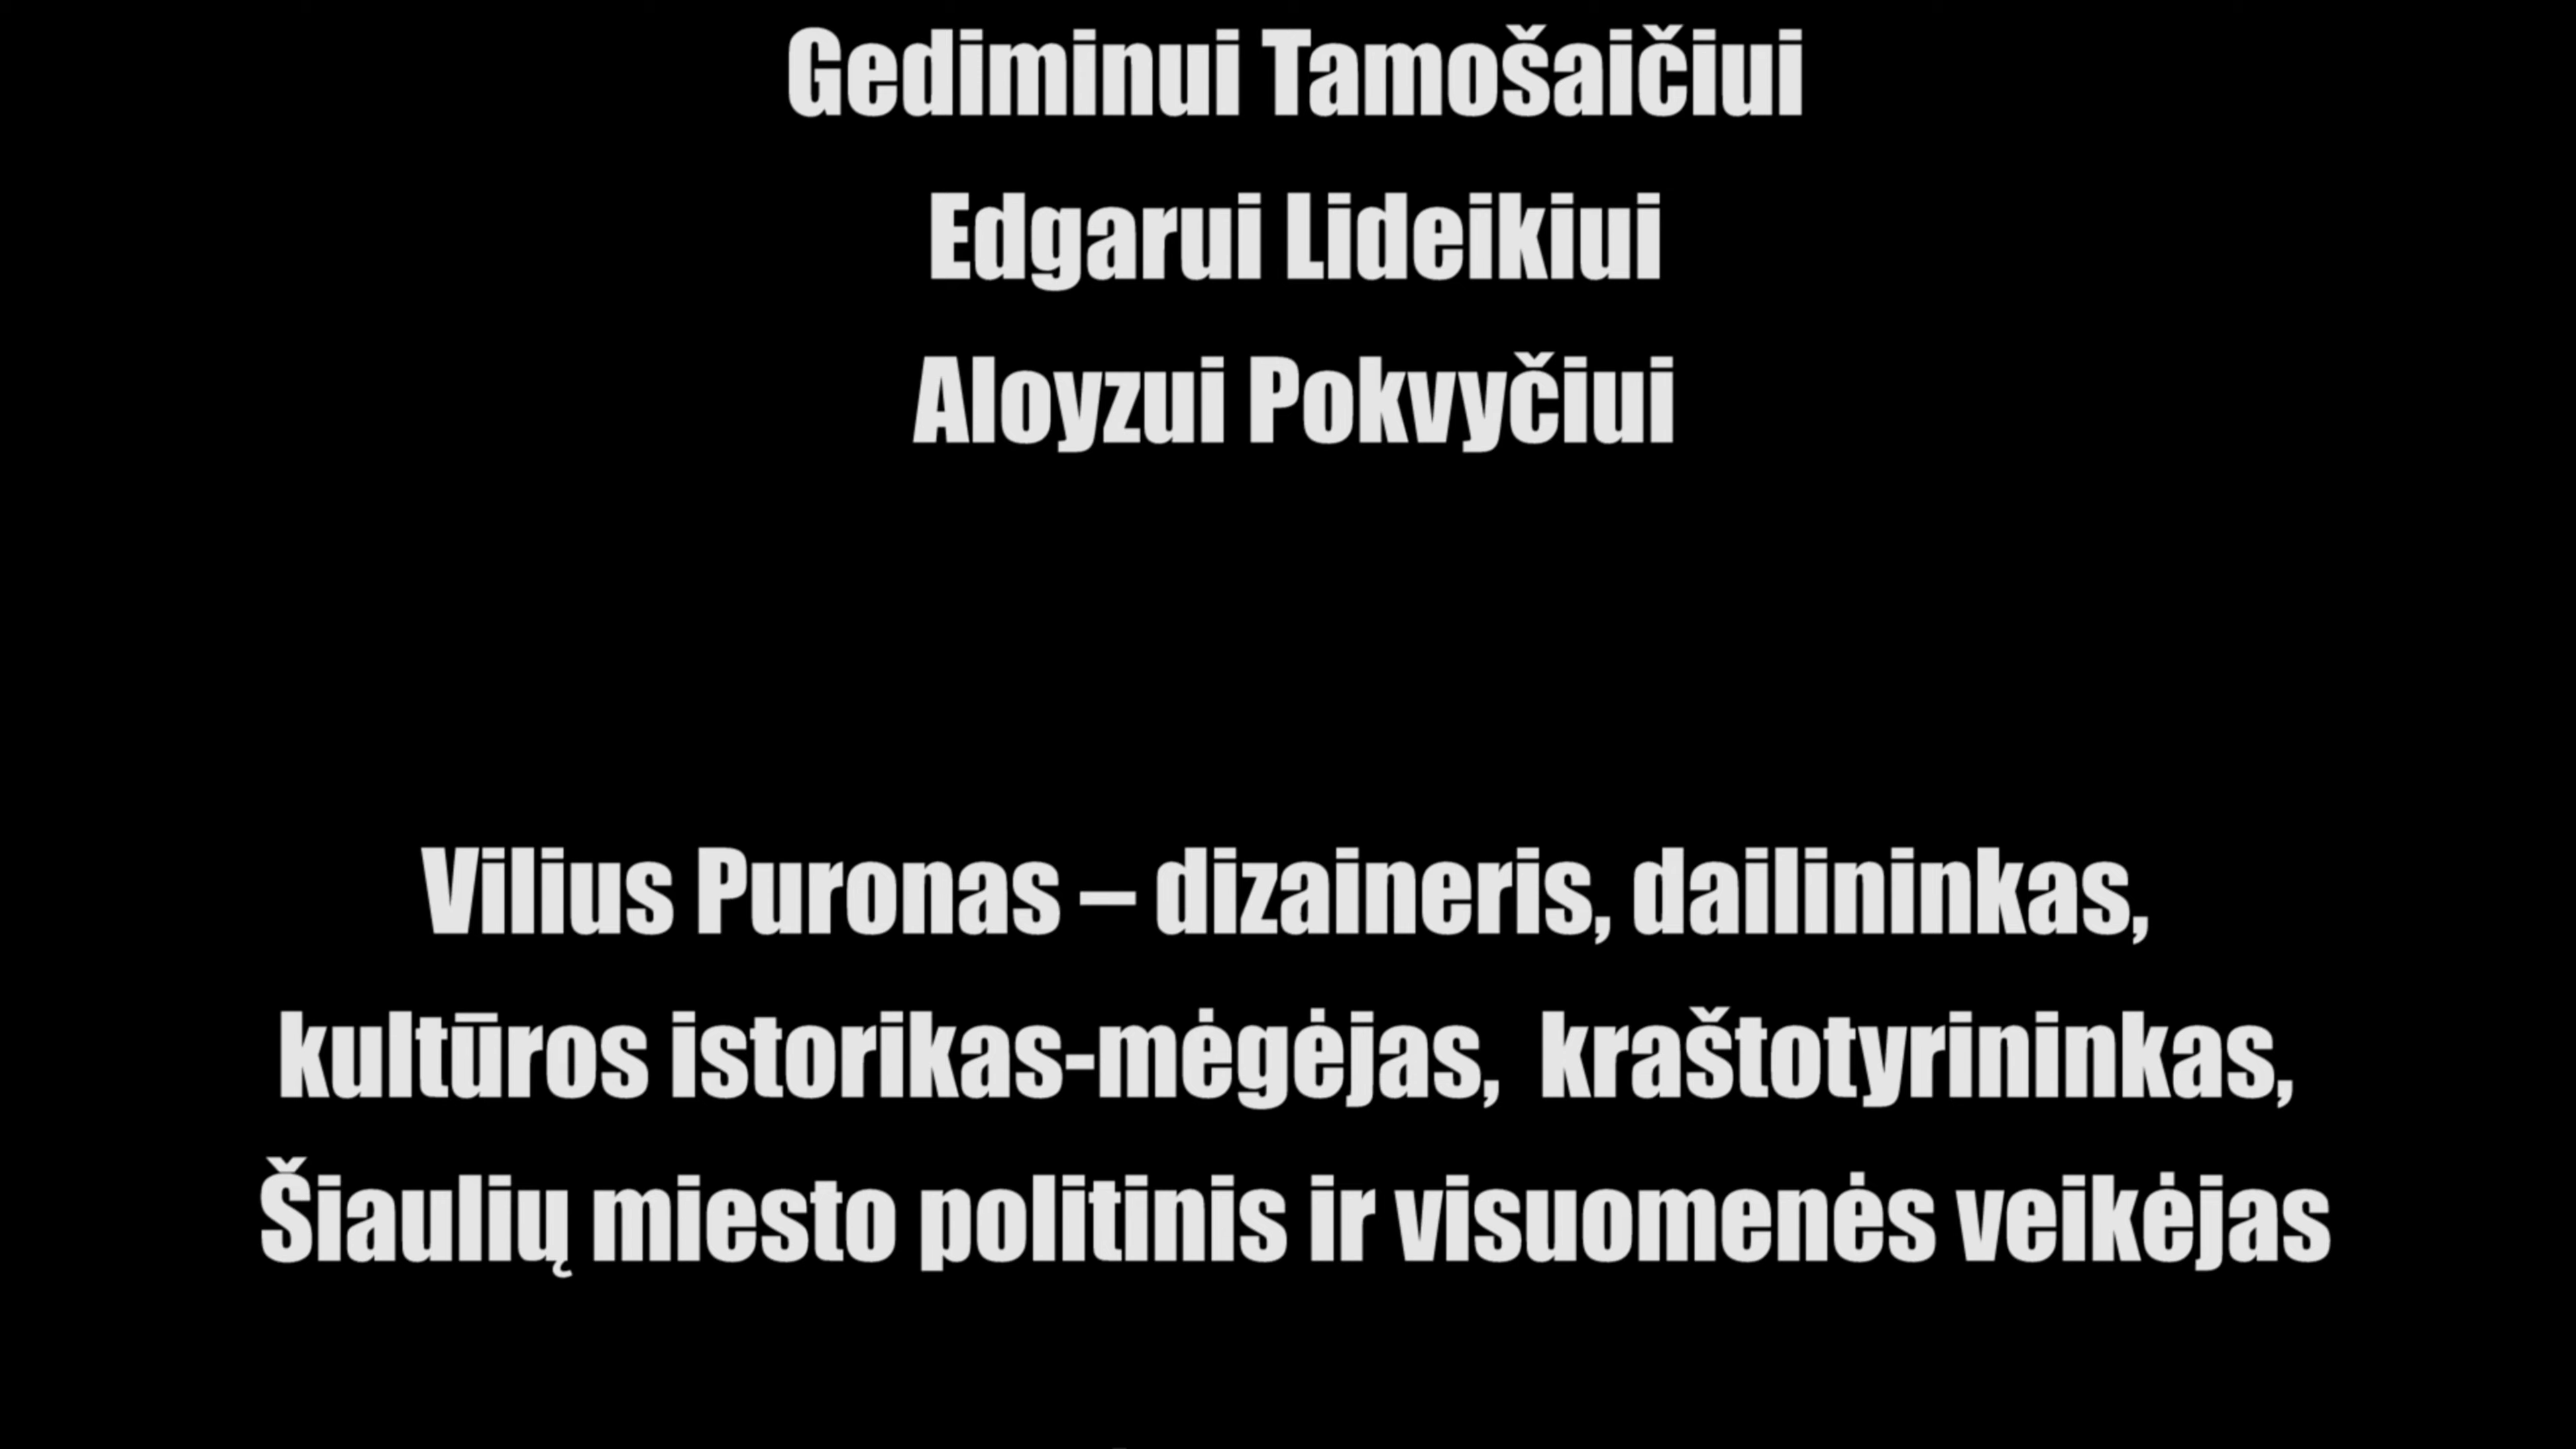 Gediminui Tamošaičiui
Edgarui Lideikiui
Aloyzui Pokvyčiui
Vilius Puronas – dizaineris, dailininkas,
kultūros istorikas-mėgėjas,  kraštotyrininkas,
Šiaulių miesto politinis ir visuomenės veikėjas